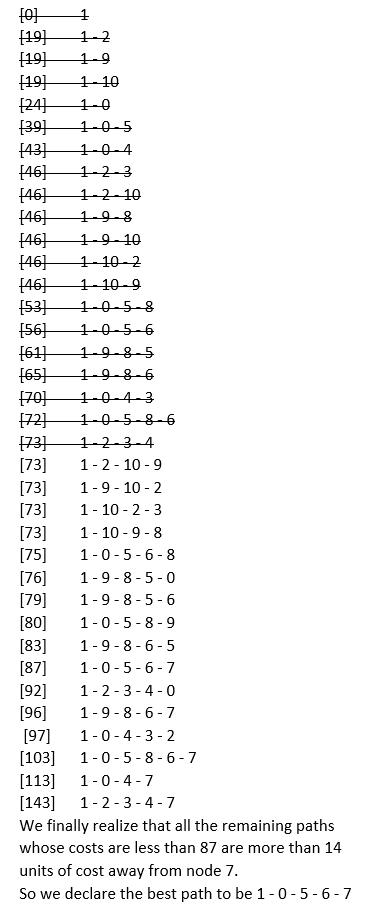 [0] 1
[19] 1 - 2
[19] 1 - 9
[19] 1 - 10
[24] 1 - 0
[39] 1 - 0 - 5
[43] 1 - 0 - 4
[46] 1 - 2 - 3
[46] 1 - 2 - 10
[46] 1 - 9 - 8
[46] 1 - 9 - 10
[46] 1 - 10 - 2
[46] 1 - 10 - 9
[53] 1 - 0 - 5 - 8
[56] 1 - 0 - 5 - 6
[61] 1 - 9 - 8 - 5
[65] 1 - 9 - 8 - 6
[70] 1 - 0 - 4 - 3
[72] 1 - 0 - 5 - 8 - 6
[73] 1 - 2 - 3 - 4
[73] 1 - 2 - 10 - 9
[73] 1 - 9 - 10 - 2
[73] 1 - 10 - 2 - 3
[73] 1 - 10 - 9 - 8
[75] 1 - 0 - 5 - 6 - 8
[76] 1 - 9 - 8 - 5 - 0
[79] 1 - 9 - 8 - 5 - 6
[80] 1 - 0 - 5 - 8 - 9
[83] 1 - 9 - 8 - 6 - 5
[87] 1 - 0 - 5 - 6 - 7
[92] 1 - 2 - 3 - 4 - 0
[96] 1 - 9 - 8 - 6 - 7
[97] 1 - 0 - 4 - 3 - 2
[103] 1 - 0 - 5 - 8 - 6 - 7
[113] 1 - 0 - 4 - 7
[143] 1 - 2 - 3 - 4 - 7
We finally realize that all the remaining paths
whose costs are less than 87 are more than 14
units of cost away from node 7.
So we declare the best path to be 1 - 0 - 5 - 6 - 7